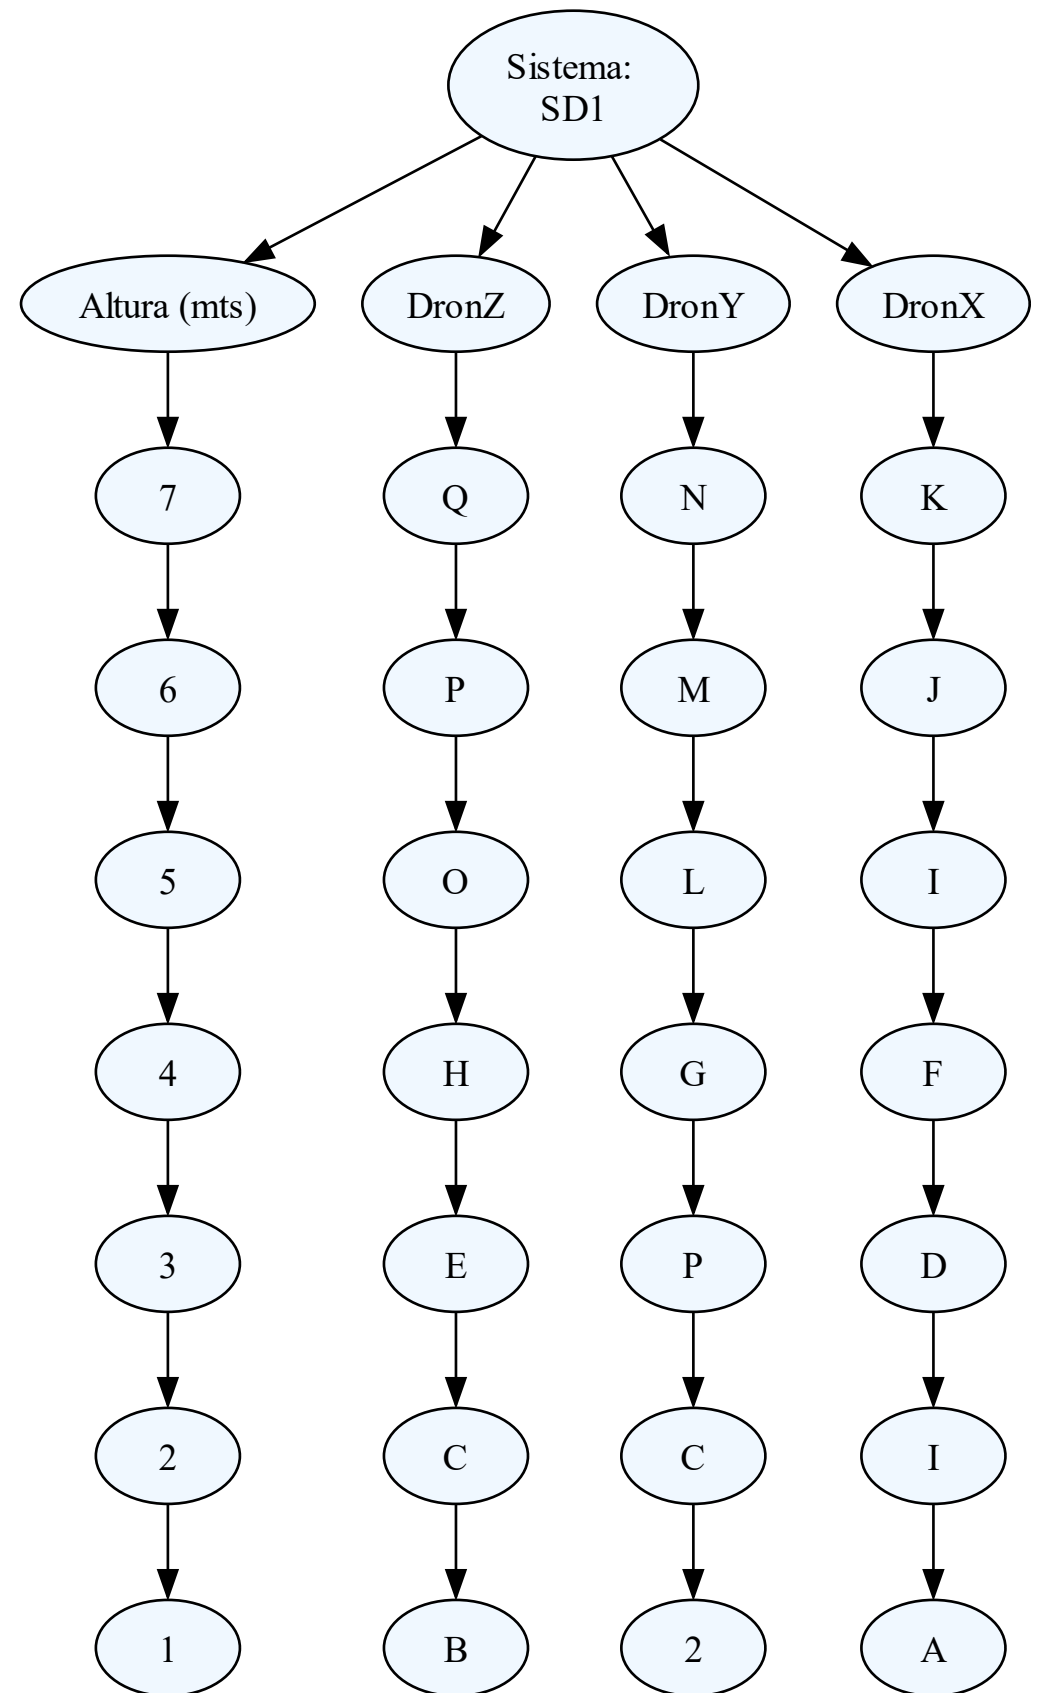 Sistema:
SD1
Altura (mts) DronZ DronY DronX
7 Q N K
6 P M J
5 O L I
4 H G F
3 E P D
2 C C I
1 B 2 A